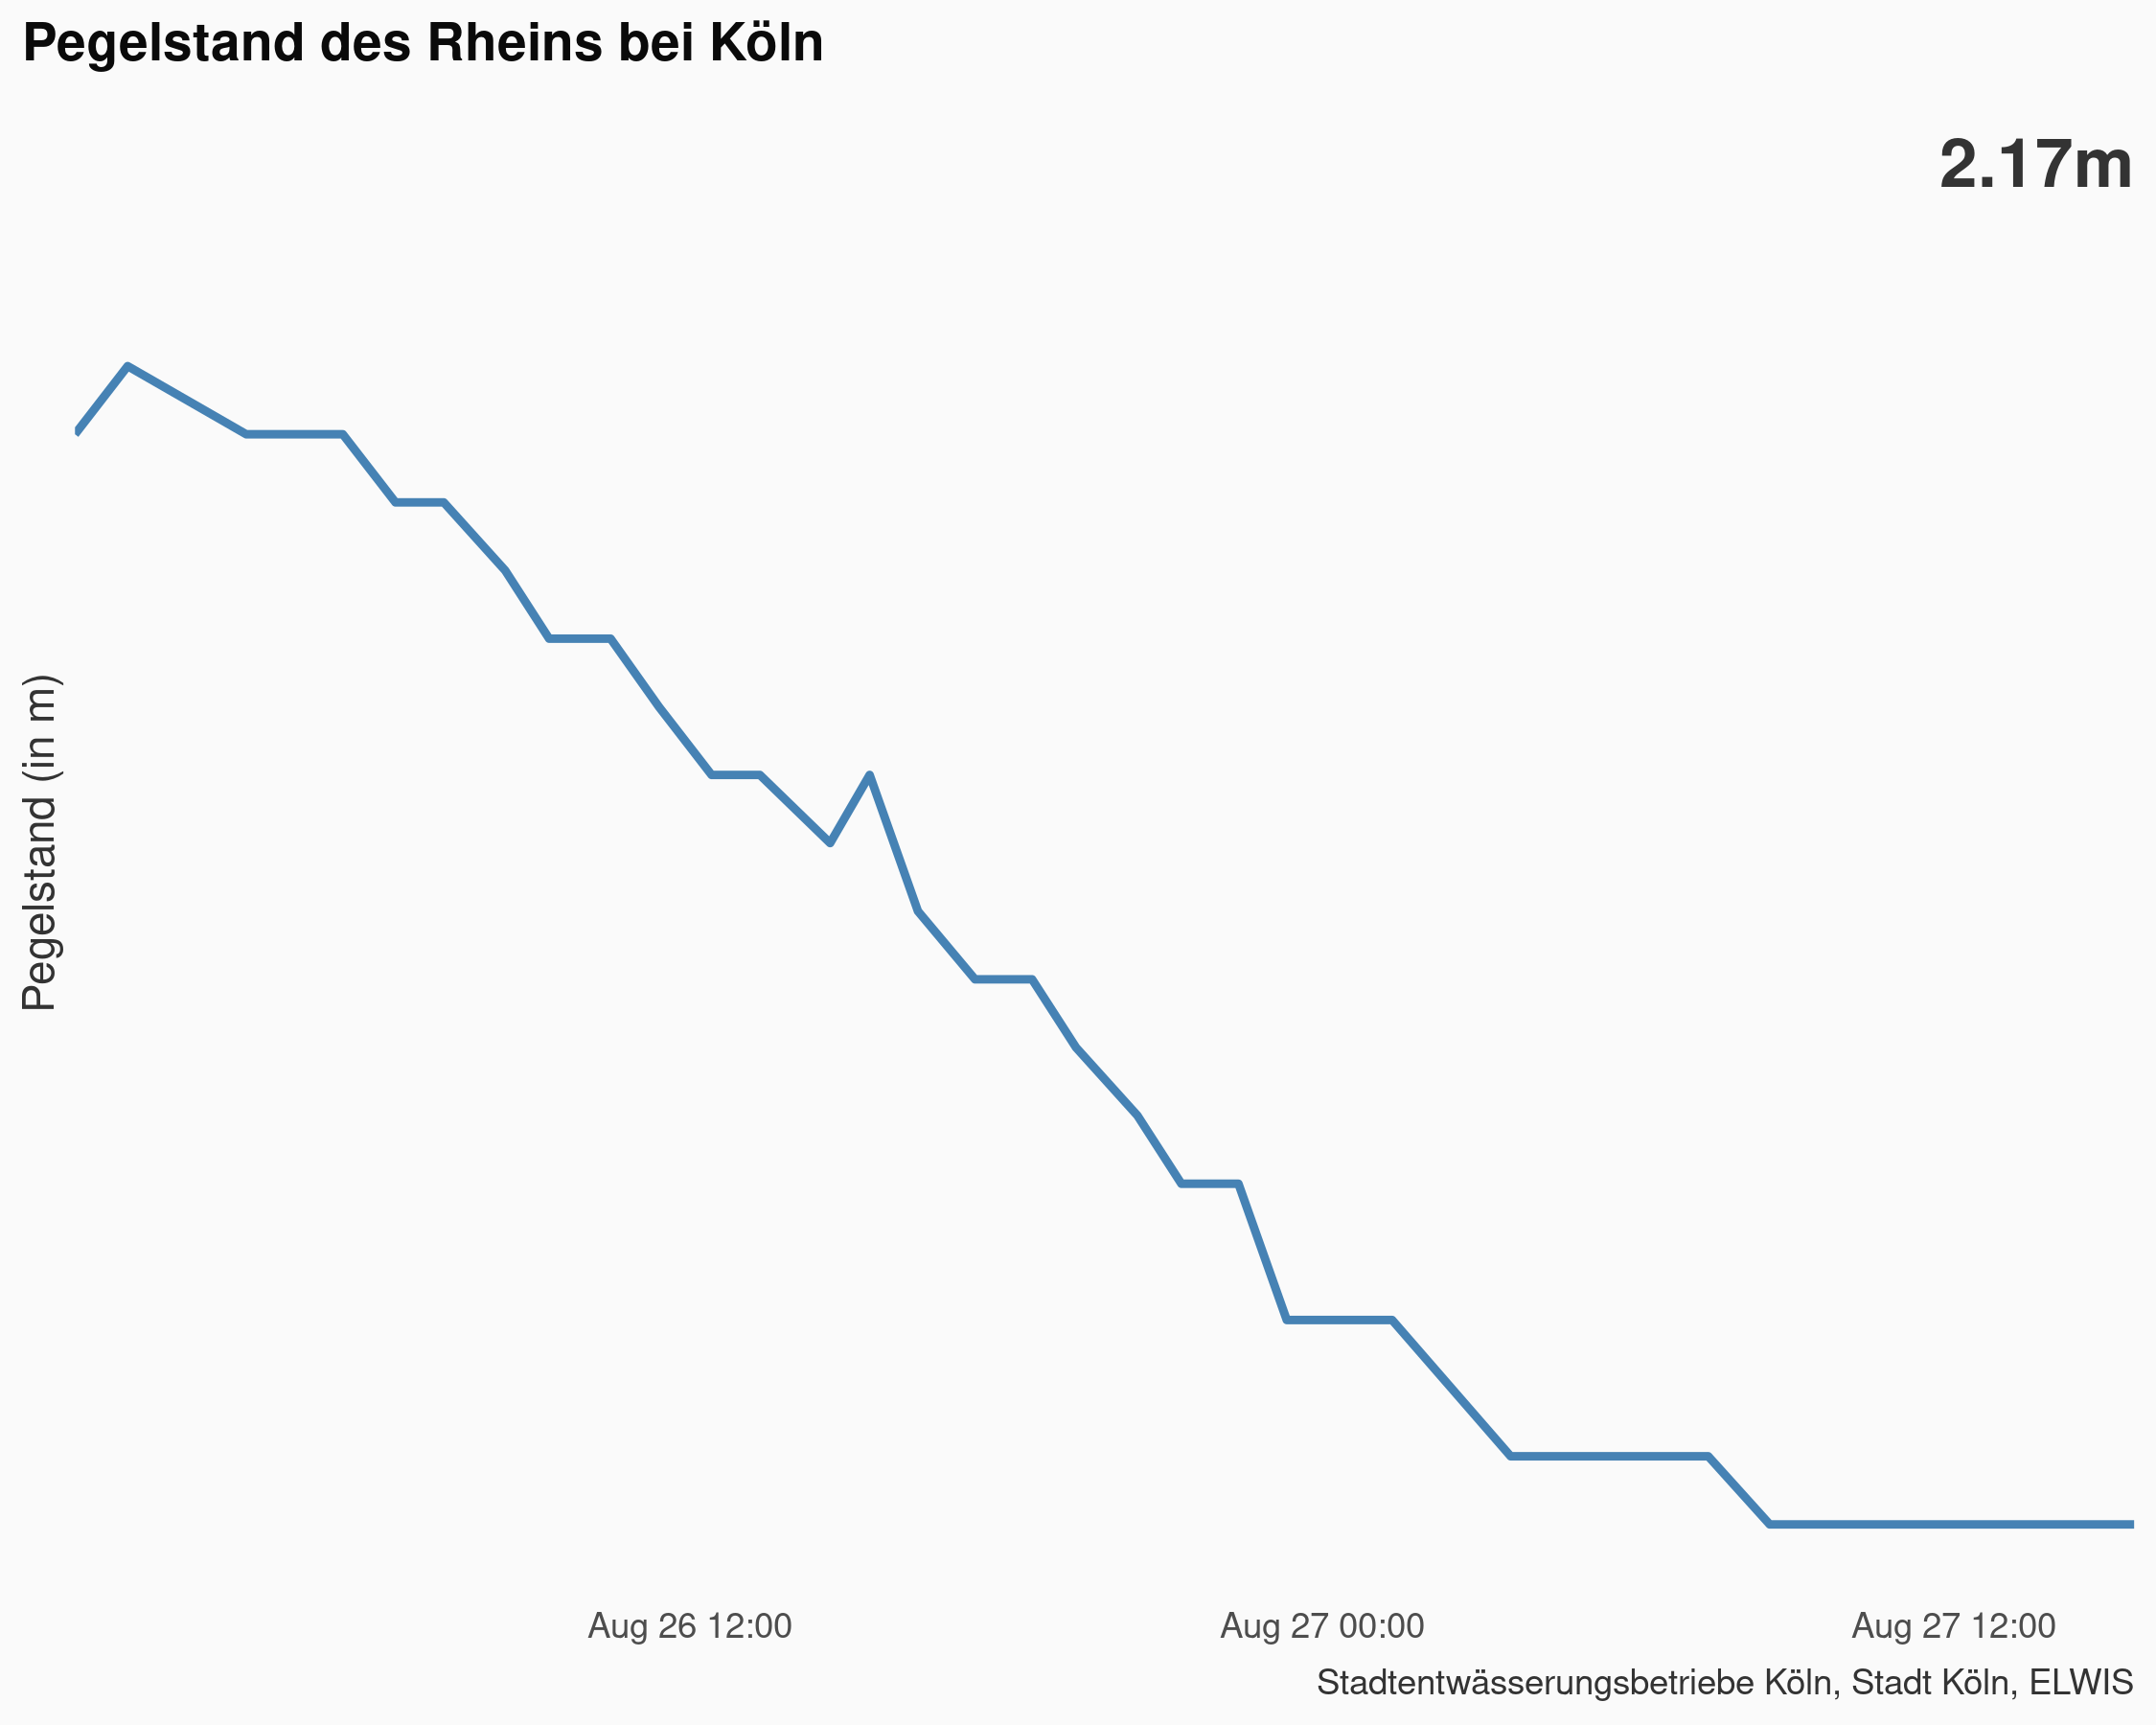 Pegelstand des Rheins bei Köln
2.17m
Pegelstand (in m)
Aug 26 12:00
Aug 27 00:00
Aug 27 12:00
Stadtentwässerungsbetriebe Köln, Stadt Köln, ELWIS